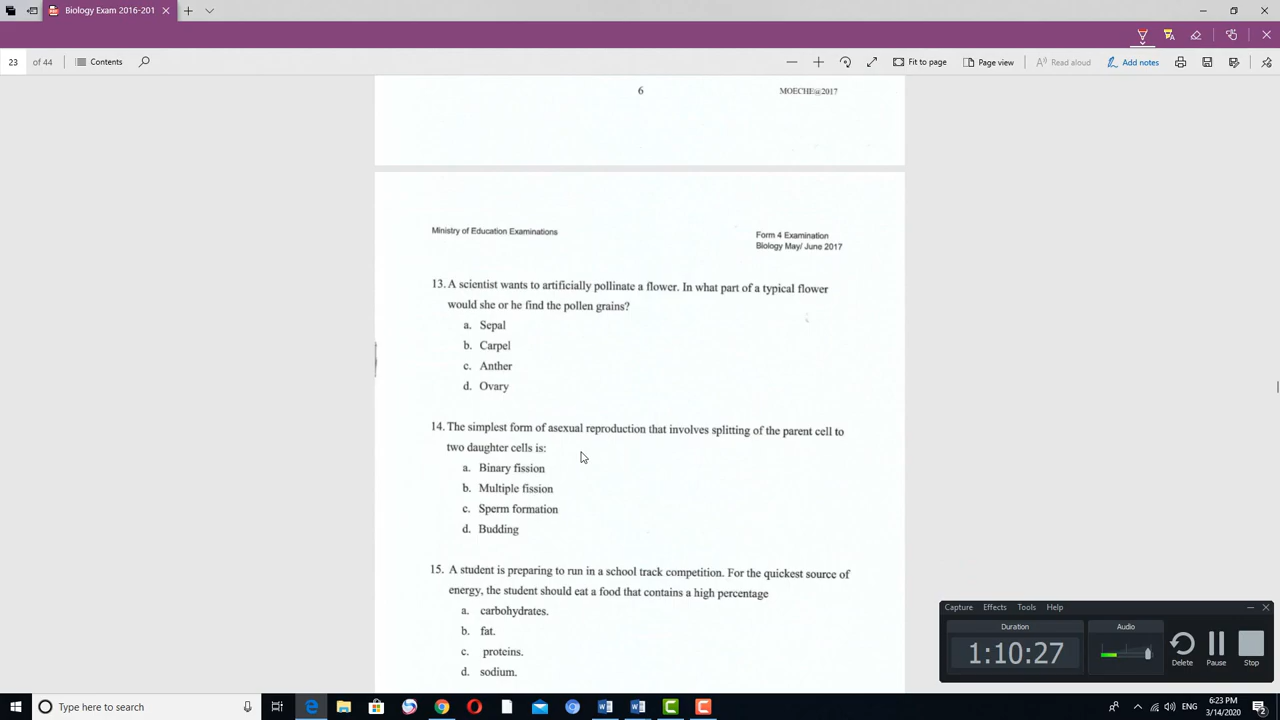 Biology Exam 2016-201
23 of 44 Contents Fit to page Page view Read aloud Add notes
6 MOECHE@2017
Ministry of Education Examinations
Form 4 Examination
Biology May/ June 2017
13. A scientist wants to artificially pollinate a flower. In what part of a typical flower
would she or he find the pollen grains?
a. Sepal
b. Carpel
c. Anther
d. Ovary
14. The simplest form of asexual reproduction that involves splitting of the parent cell to
two daughter cells is:
a. Binary fission
b. Multiple fission
c. Sperm formation
d. Budding
15. A student is preparing to run in a school track competition. For the quickest source of
energy, the student should eat a food that contains a high percentage
a. carbohydrates.
b. fat.
c. proteins.
d. sodium.
Capture Effects Tools Help
Duration Audio
1:10:27
Delete Pause Stop
Type here to search
ENG
6:23 PM
3/14/2020